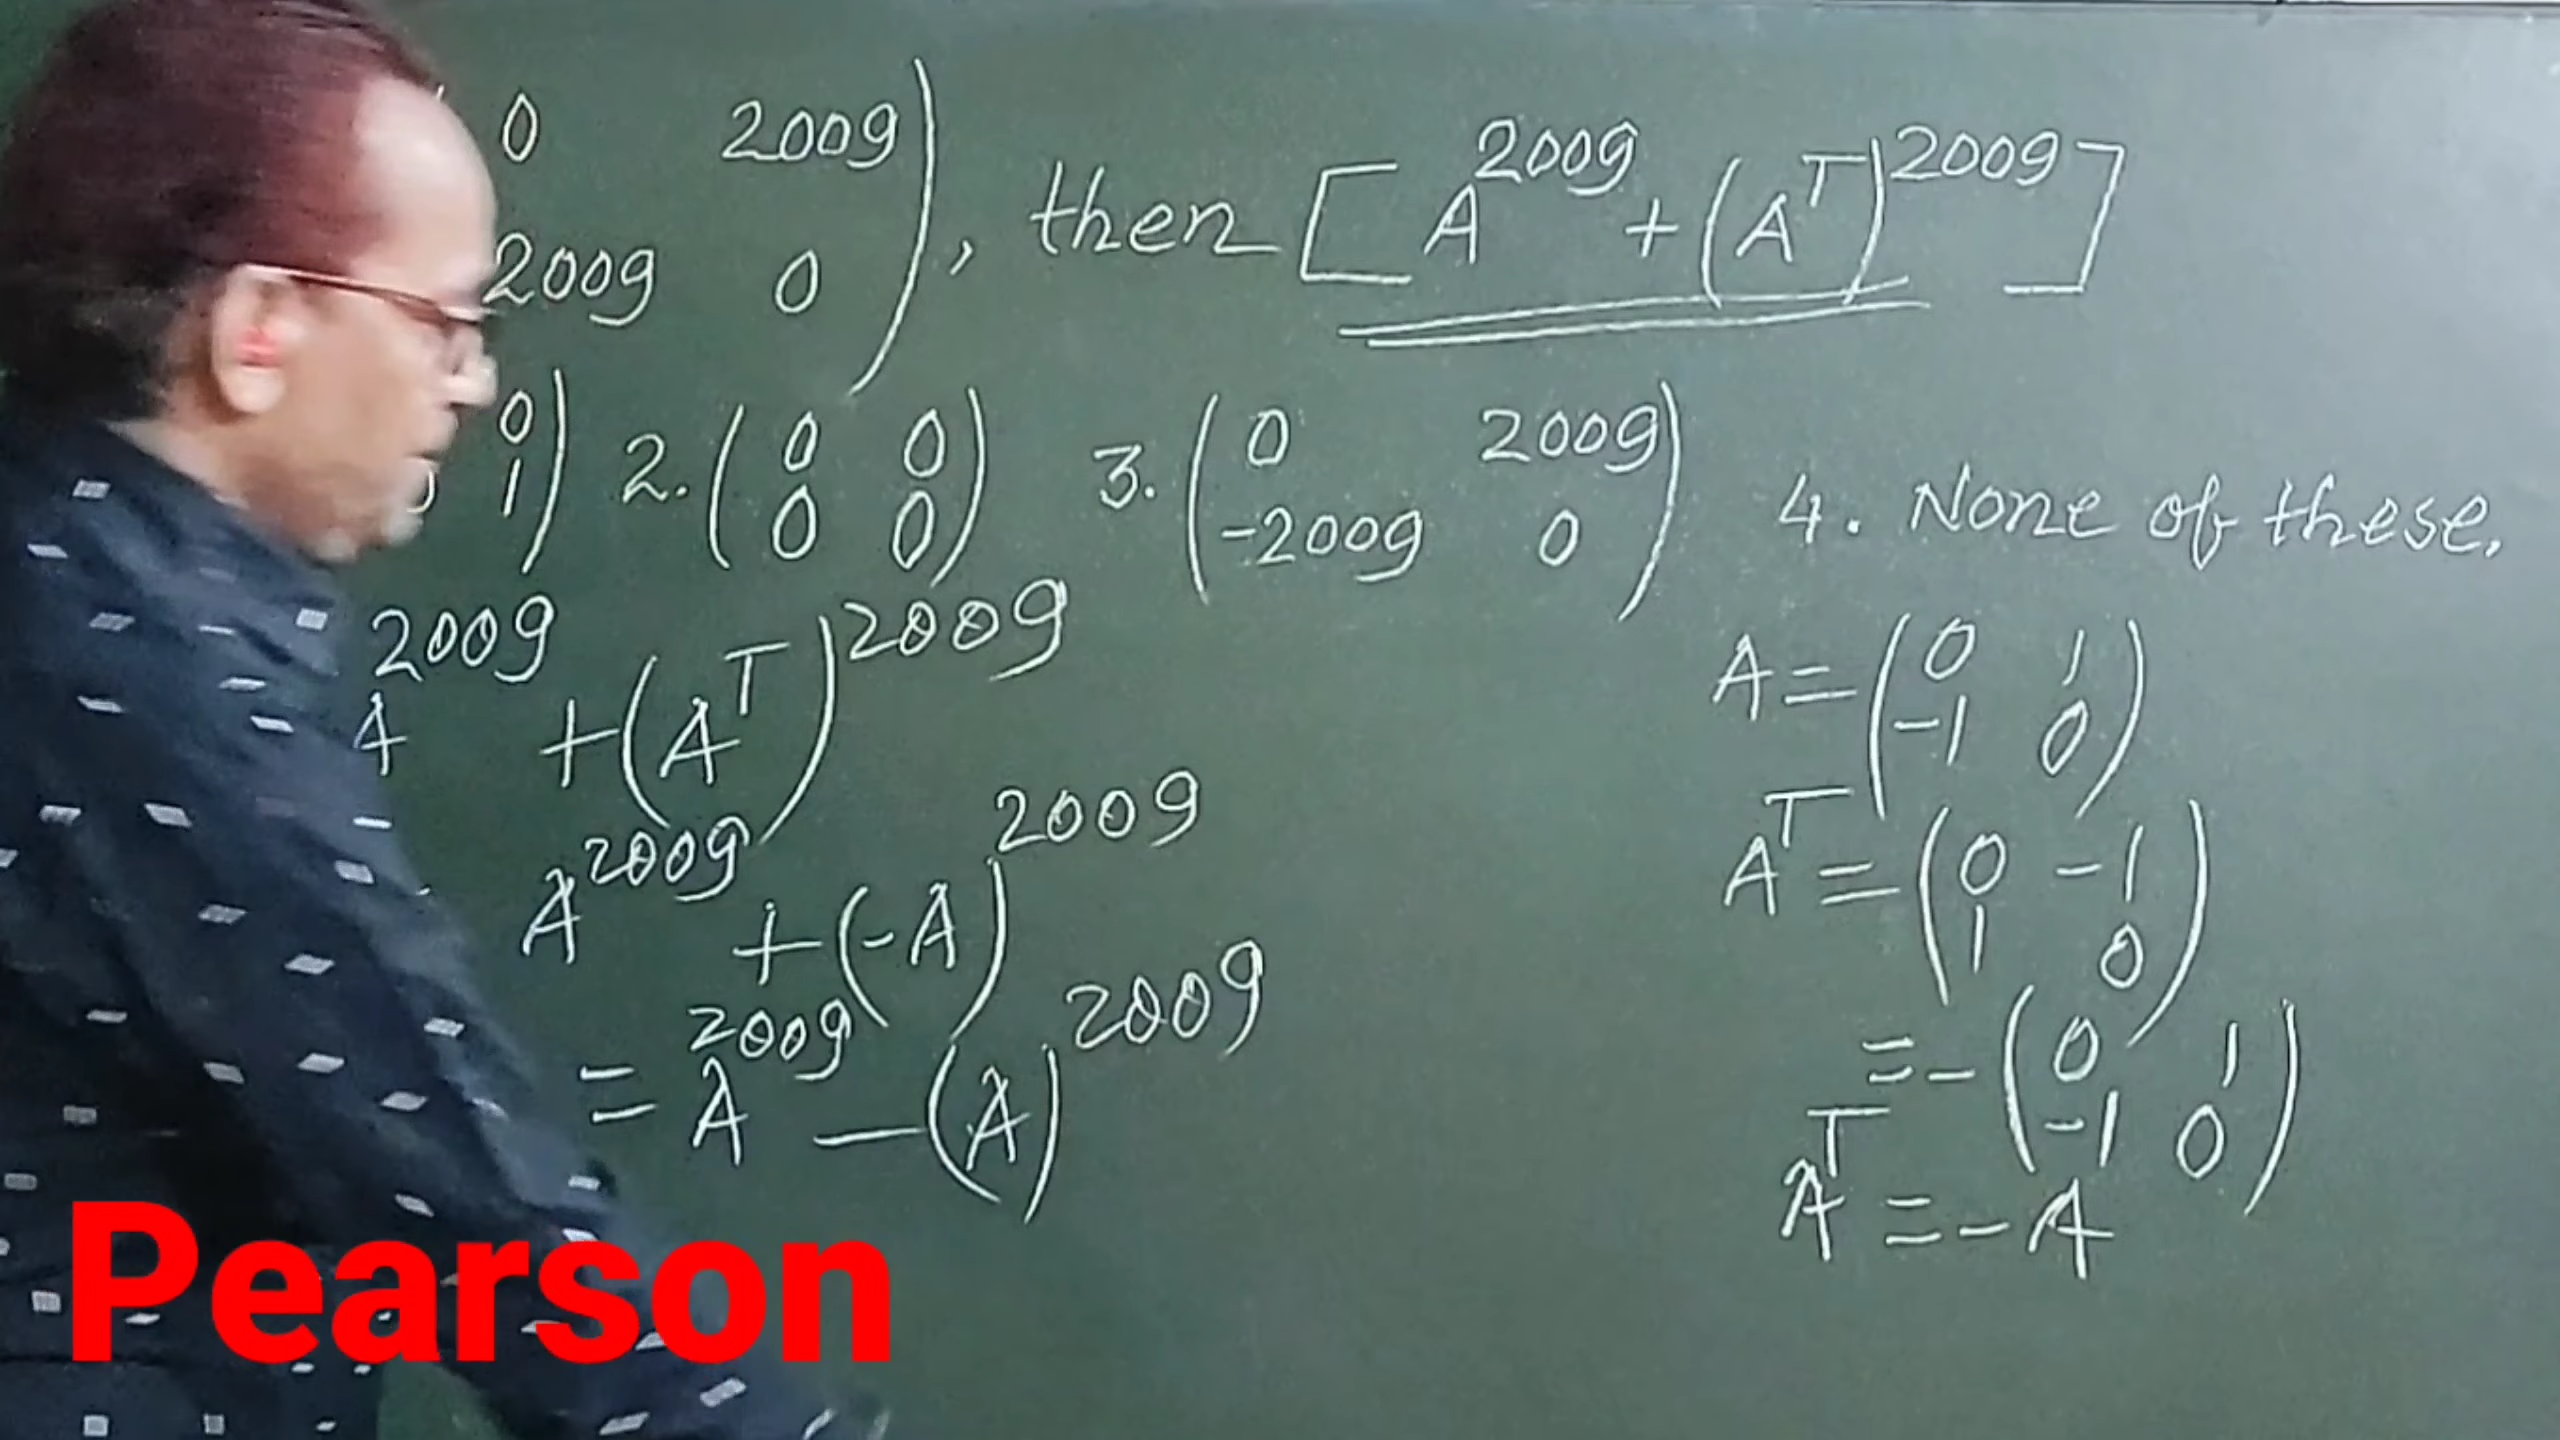 0 2009
2009 0 ) , then [ A^2009 + (A^T)^2009 ]
0
1 ) 2. ( 0 0
0 0 ) 3. ( 0 2009
-2009 0 ) 4. None of these.
A^2009 + (A^T)^2009
A^2009 + (-A)^2009
= A^2009 - (A)^2009
A = ( 0 1
-1 0 )
A^T = ( 0 -1
1 0 )
= - ( 0 1
-1 0 )
A^T = - A
Pearson